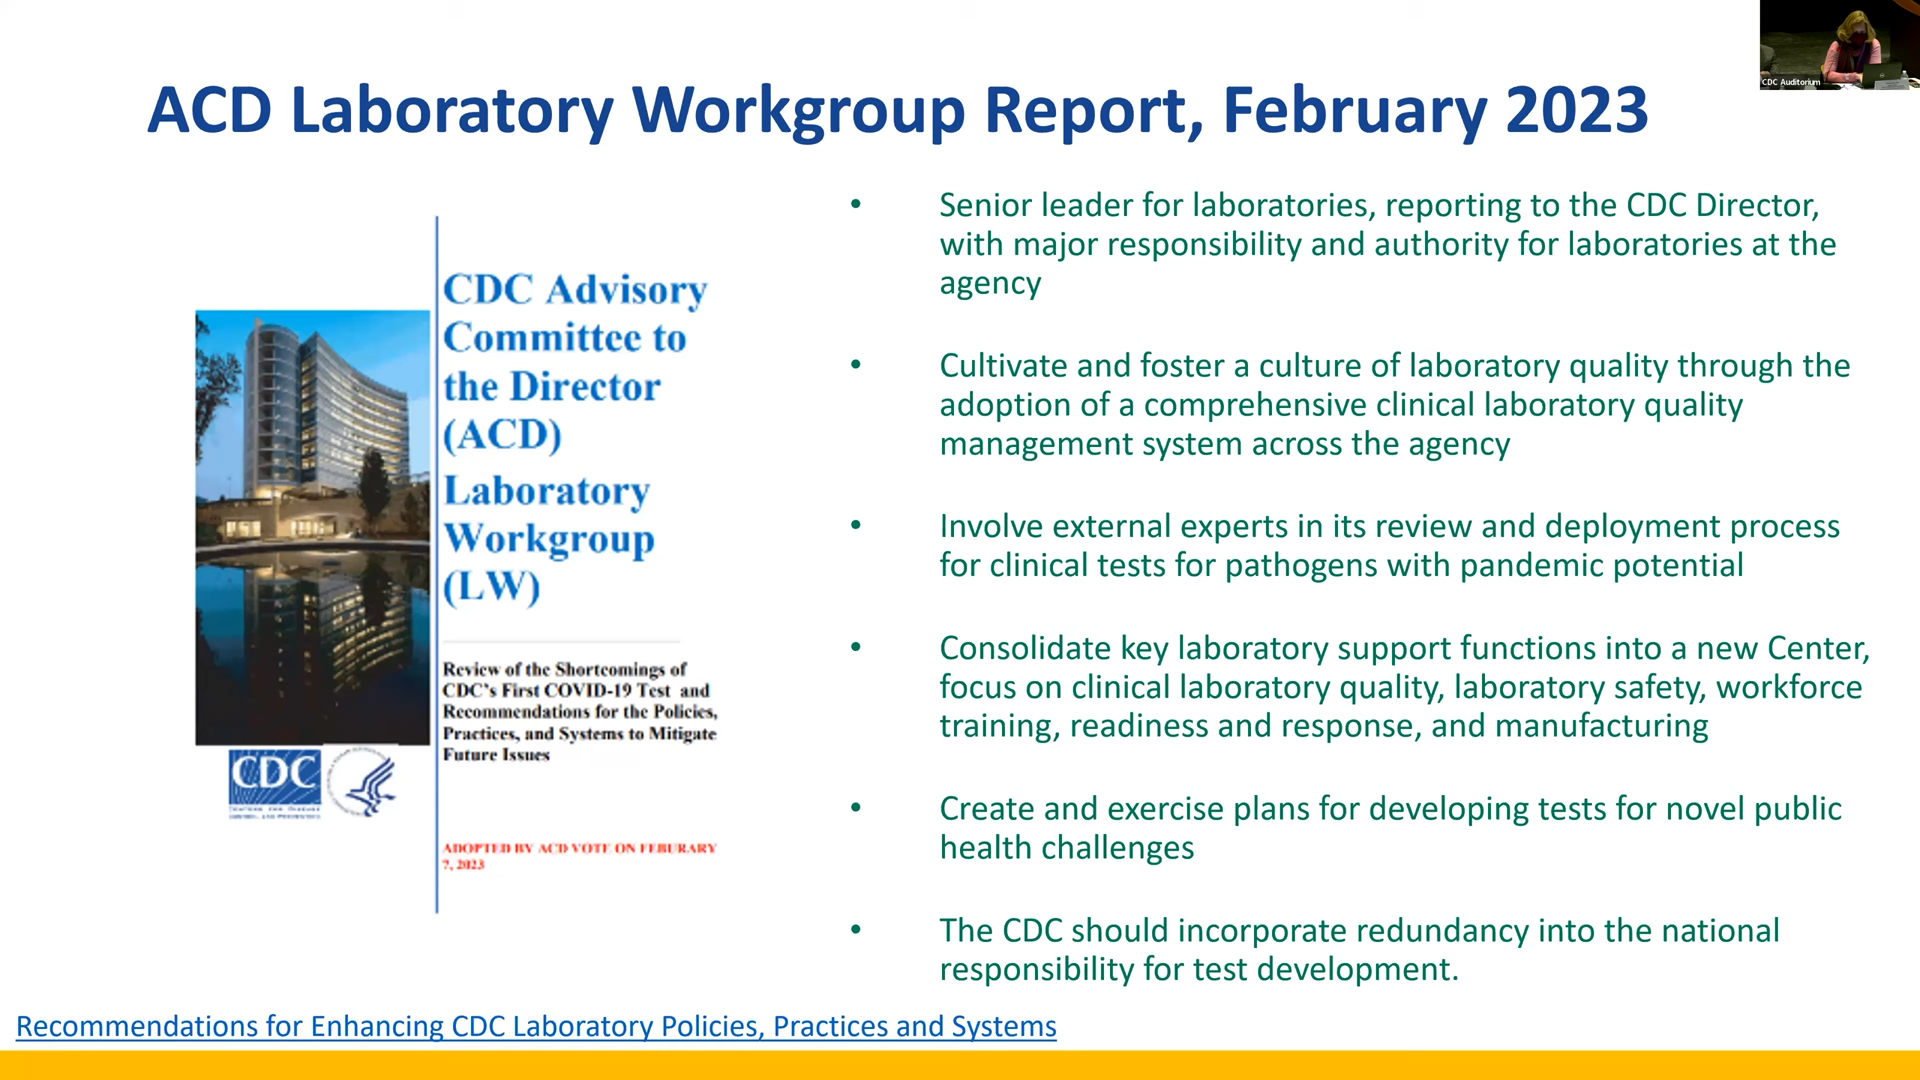 CDC Auditorium
ACD Laboratory Workgroup Report, February 2023
CDC Advisory
Committee to
the Director
(ACD)
Laboratory
Workgroup
(LW)
Review of the Shortcomings of
CDC's First COVID-19 Test and
Recommendations for the Policies,
Practices, and Systems to Mitigate
Future Issues
CDC
ADOPTED BY ACD VOTE ON FEBURARY
7, 2023
• Senior leader for laboratories, reporting to the CDC Director,
with major responsibility and authority for laboratories at the
agency
• Cultivate and foster a culture of laboratory quality through the
adoption of a comprehensive clinical laboratory quality
management system across the agency
• Involve external experts in its review and deployment process
for clinical tests for pathogens with pandemic potential
• Consolidate key laboratory support functions into a new Center,
focus on clinical laboratory quality, laboratory safety, workforce
training, readiness and response, and manufacturing
• Create and exercise plans for developing tests for novel public
health challenges
• The CDC should incorporate redundancy into the national
responsibility for test development.
Recommendations for Enhancing CDC Laboratory Policies, Practices and Systems